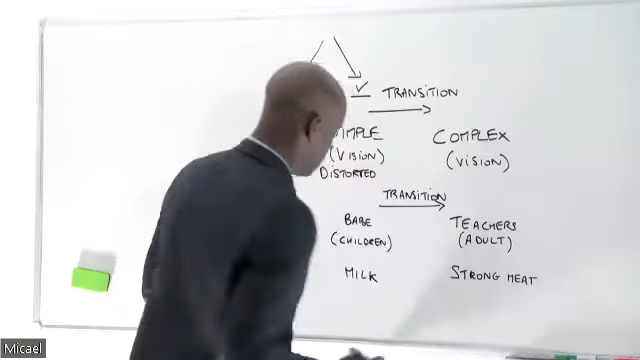 TRANSITION
COMPLEX
(VISION) (VISION)
DISTORTED
TRANSITION
BABE TEACHERS
(CHILDREN) (ADULT)
MILK STRONG MEAT
Micael